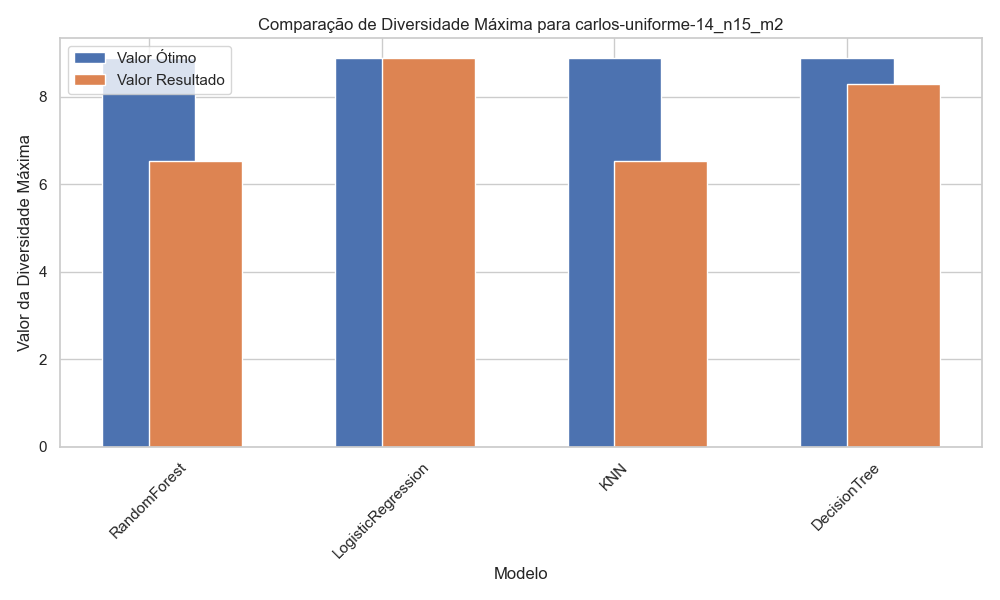 Comparação de Diversidade Máxima para carlos-uniforme-14_n15_m2
Valor Ótimo
Valor Resultado
Valor da Diversidade Máxima
8
6
4
2
0
RandomForest
LogisticRegression
KNN
DecisionTree
Modelo